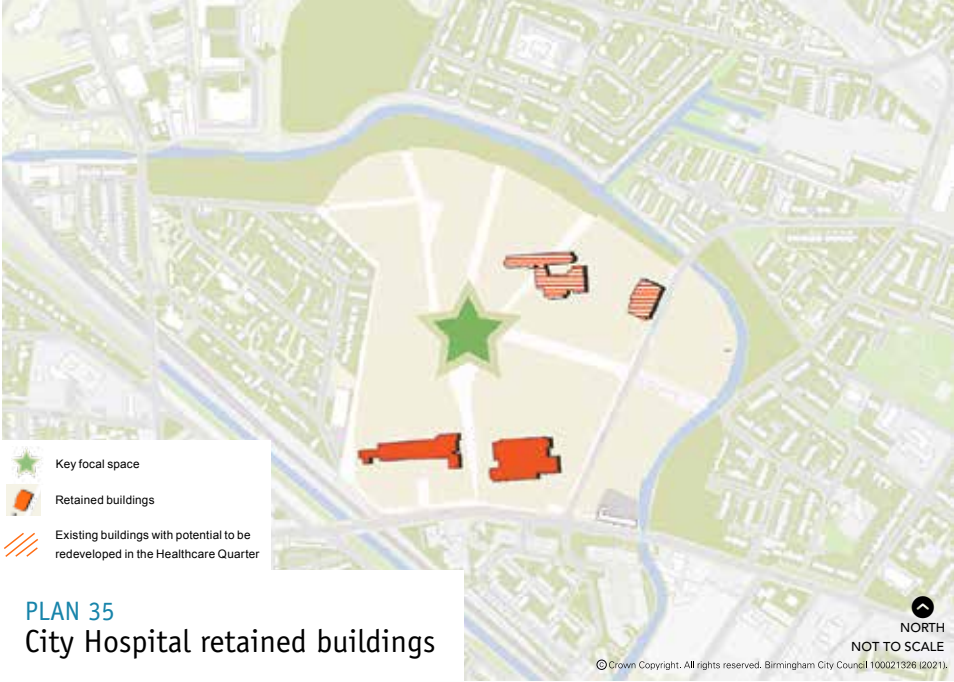 Key focal space
Retained buildings
Existing buildings with potential to be
redeveloped in the Healthcare Quarter
PLAN 35
City Hospital retained buildings
NORTH
NOT TO SCALE
© Crown Copyright. All rights reserved. Birmingham City Council 100021326 (2021).